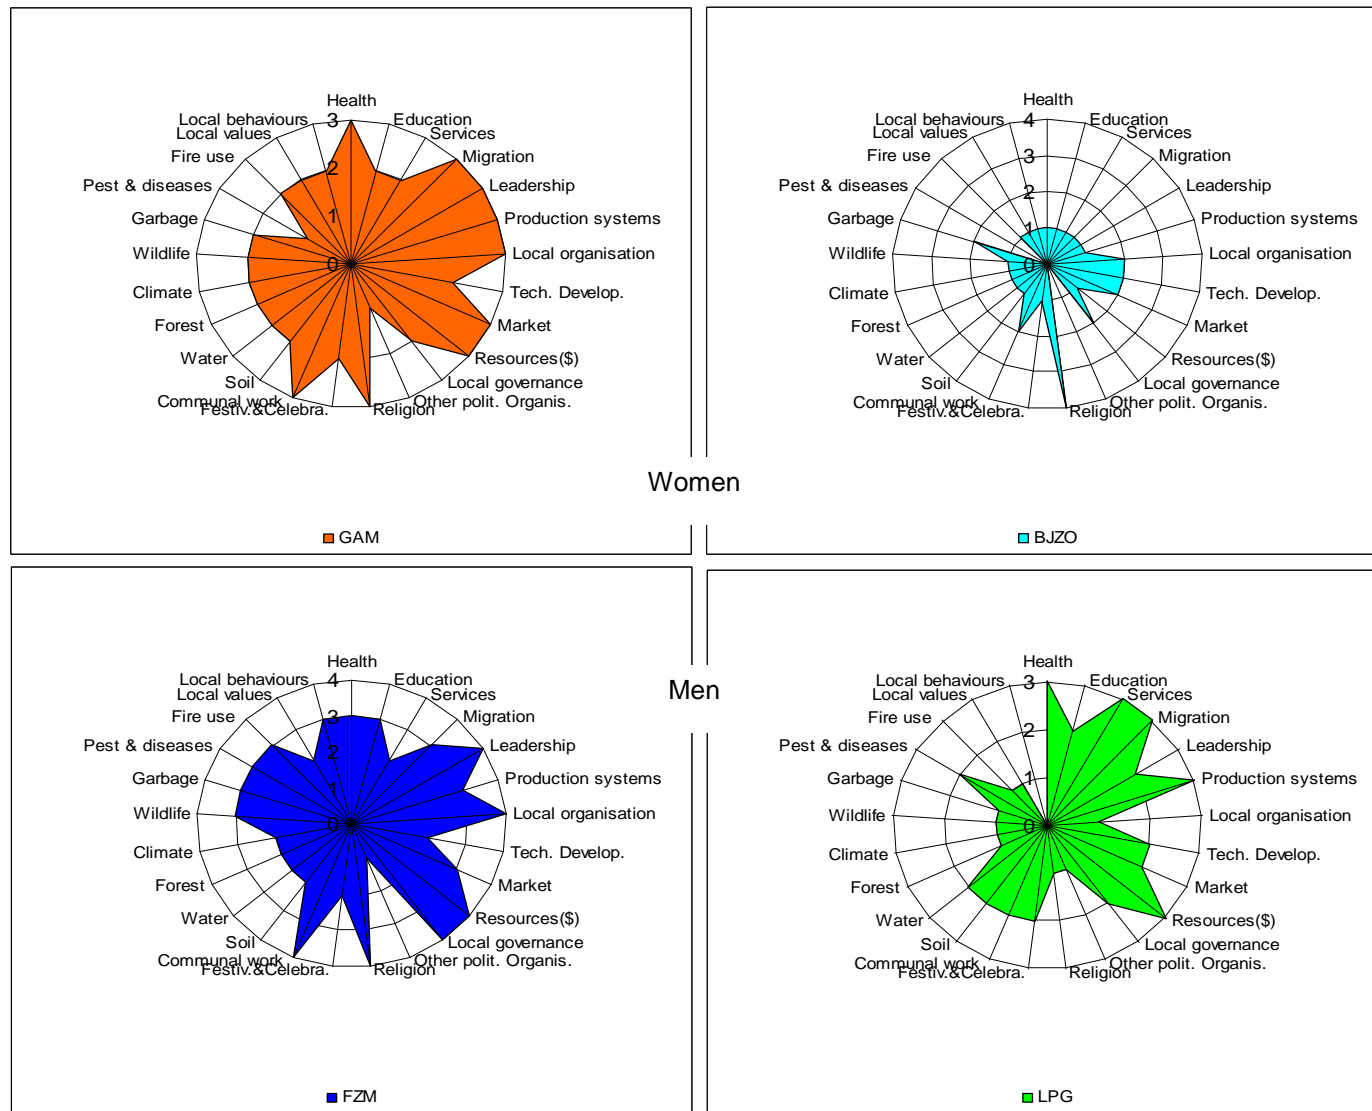 Health
Local behaviours
Education
Local values
Services
Fire use
Migration
Pest & diseases
Leadership
Garbage
Production systems
Wildlife
Local organisation
Climate
Tech. Develop.
Forest
Market
Water
Resources($)
Soil
Local governance
Communal work
Other polit. Organis.
Festiv.&Celebra.
Religion
3
2
1
0
GAM
Health
Local behaviours
Education
Local values
Services
Fire use
Migration
Pest & diseases
Leadership
Garbage
Production systems
Wildlife
Local organisation
Climate
Tech. Develop.
Forest
Market
Water
Resources($)
Soil
Local governance
Communal work
Other polit. Organis.
Festiv.&Celebra.
Religion
4
3
2
1
0
BJZO
Women
Health
Local behaviours
Education
Local values
Services
Fire use
Migration
Pest & diseases
Leadership
Garbage
Production systems
Wildlife
Local organisation
Climate
Tech. Develop.
Forest
Market
Water
Resources($)
Soil
Local governance
Communal work
Other polit. Organis.
Festiv.&Celebra.
Religion
4
3
2
1
0
FZM
Men
Health
Local behaviours
Education
Local values
Services
Fire use
Migration
Pest & diseases
Leadership
Garbage
Production systems
Wildlife
Local organisation
Climate
Tech. Develop.
Forest
Market
Water
Resources($)
Soil
Local governance
Communal work
Other polit. Organis.
Festiv.&Celebra.
Religion
3
2
1
0
LPG